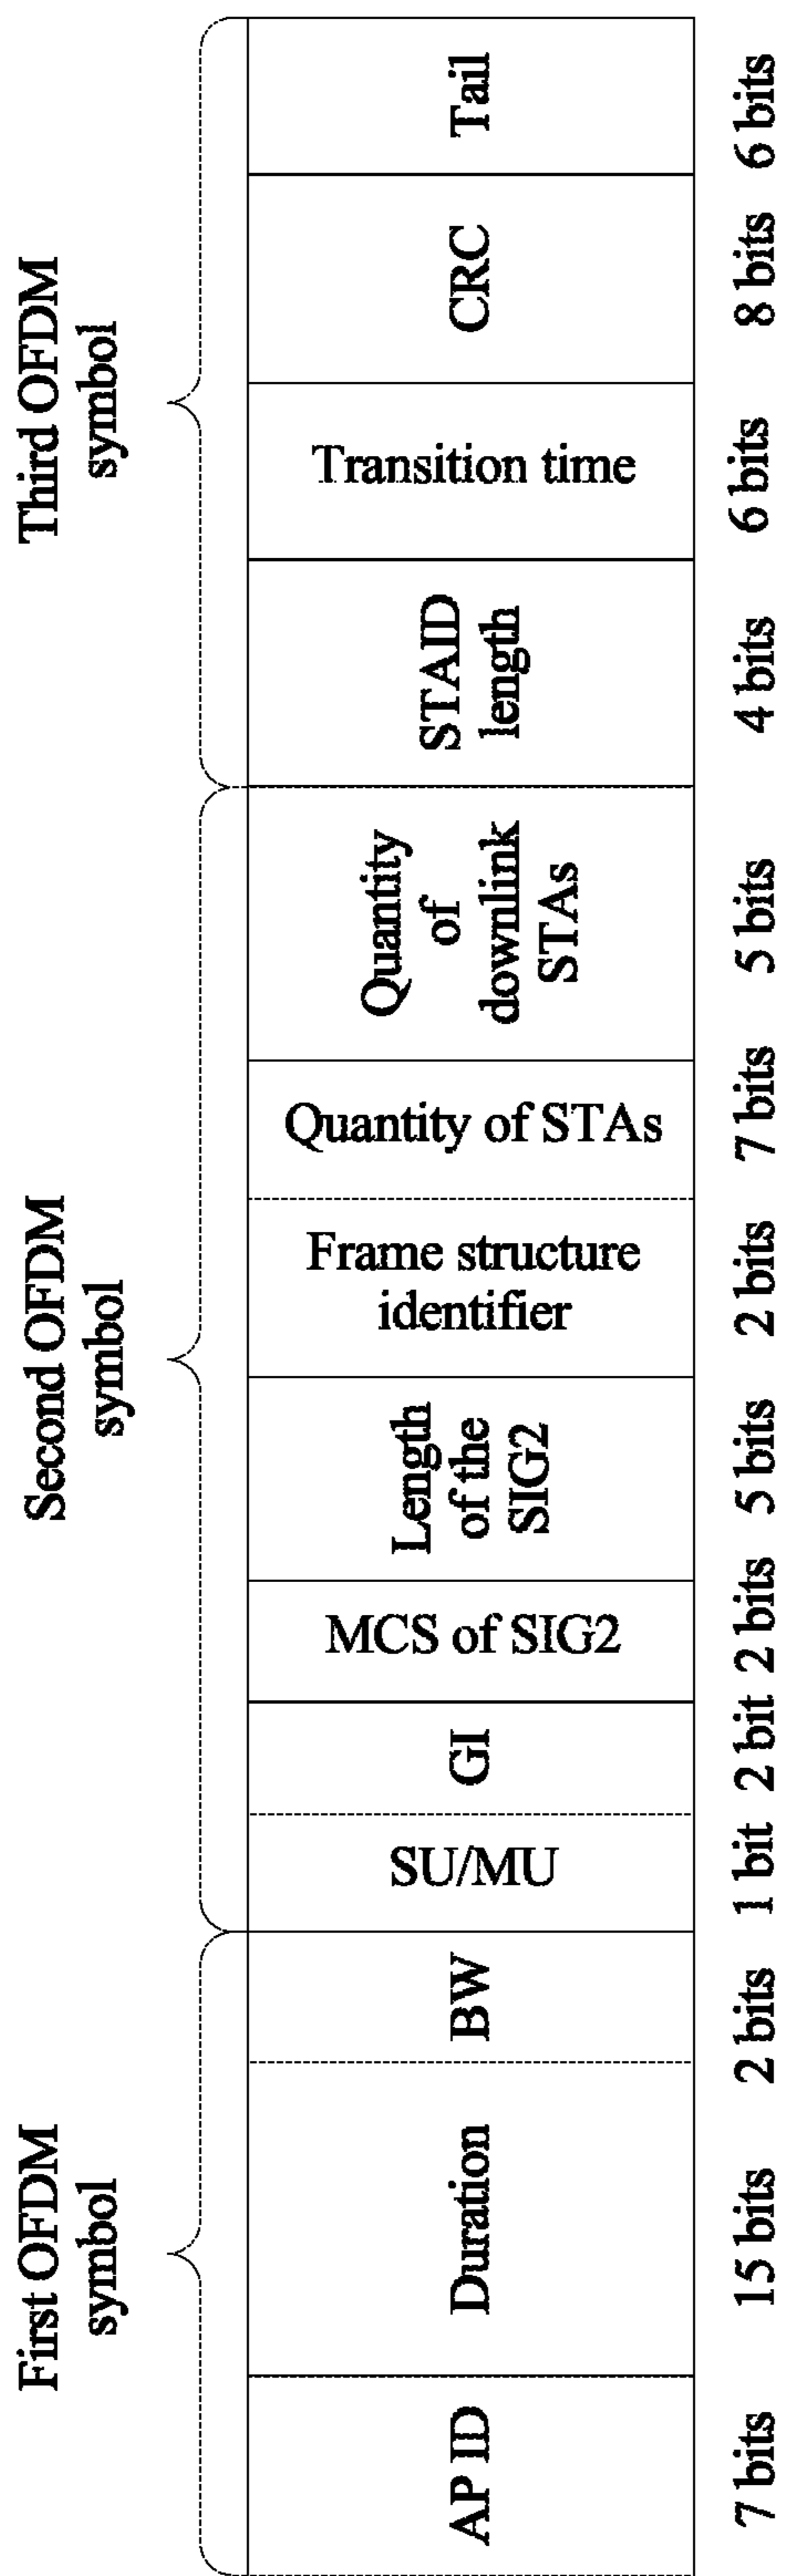 First OFDM
symbol
Second OFDM
symbol
Third OFDM
symbol
AP ID
Duration
BW
SU/MU
GI
MCS of SIG2
Length
of the
SIG2
Frame structure
identifier
Quantity of STAs
Quantity
of
downlink
STAs
STAID
length
Transition time
CRC
Tail
7 bits
15 bits
2 bits
1 bit
2 bit
2 bits
5 bits
2 bits
7 bits
5 bits
4 bits
6 bits
8 bits
6 bits